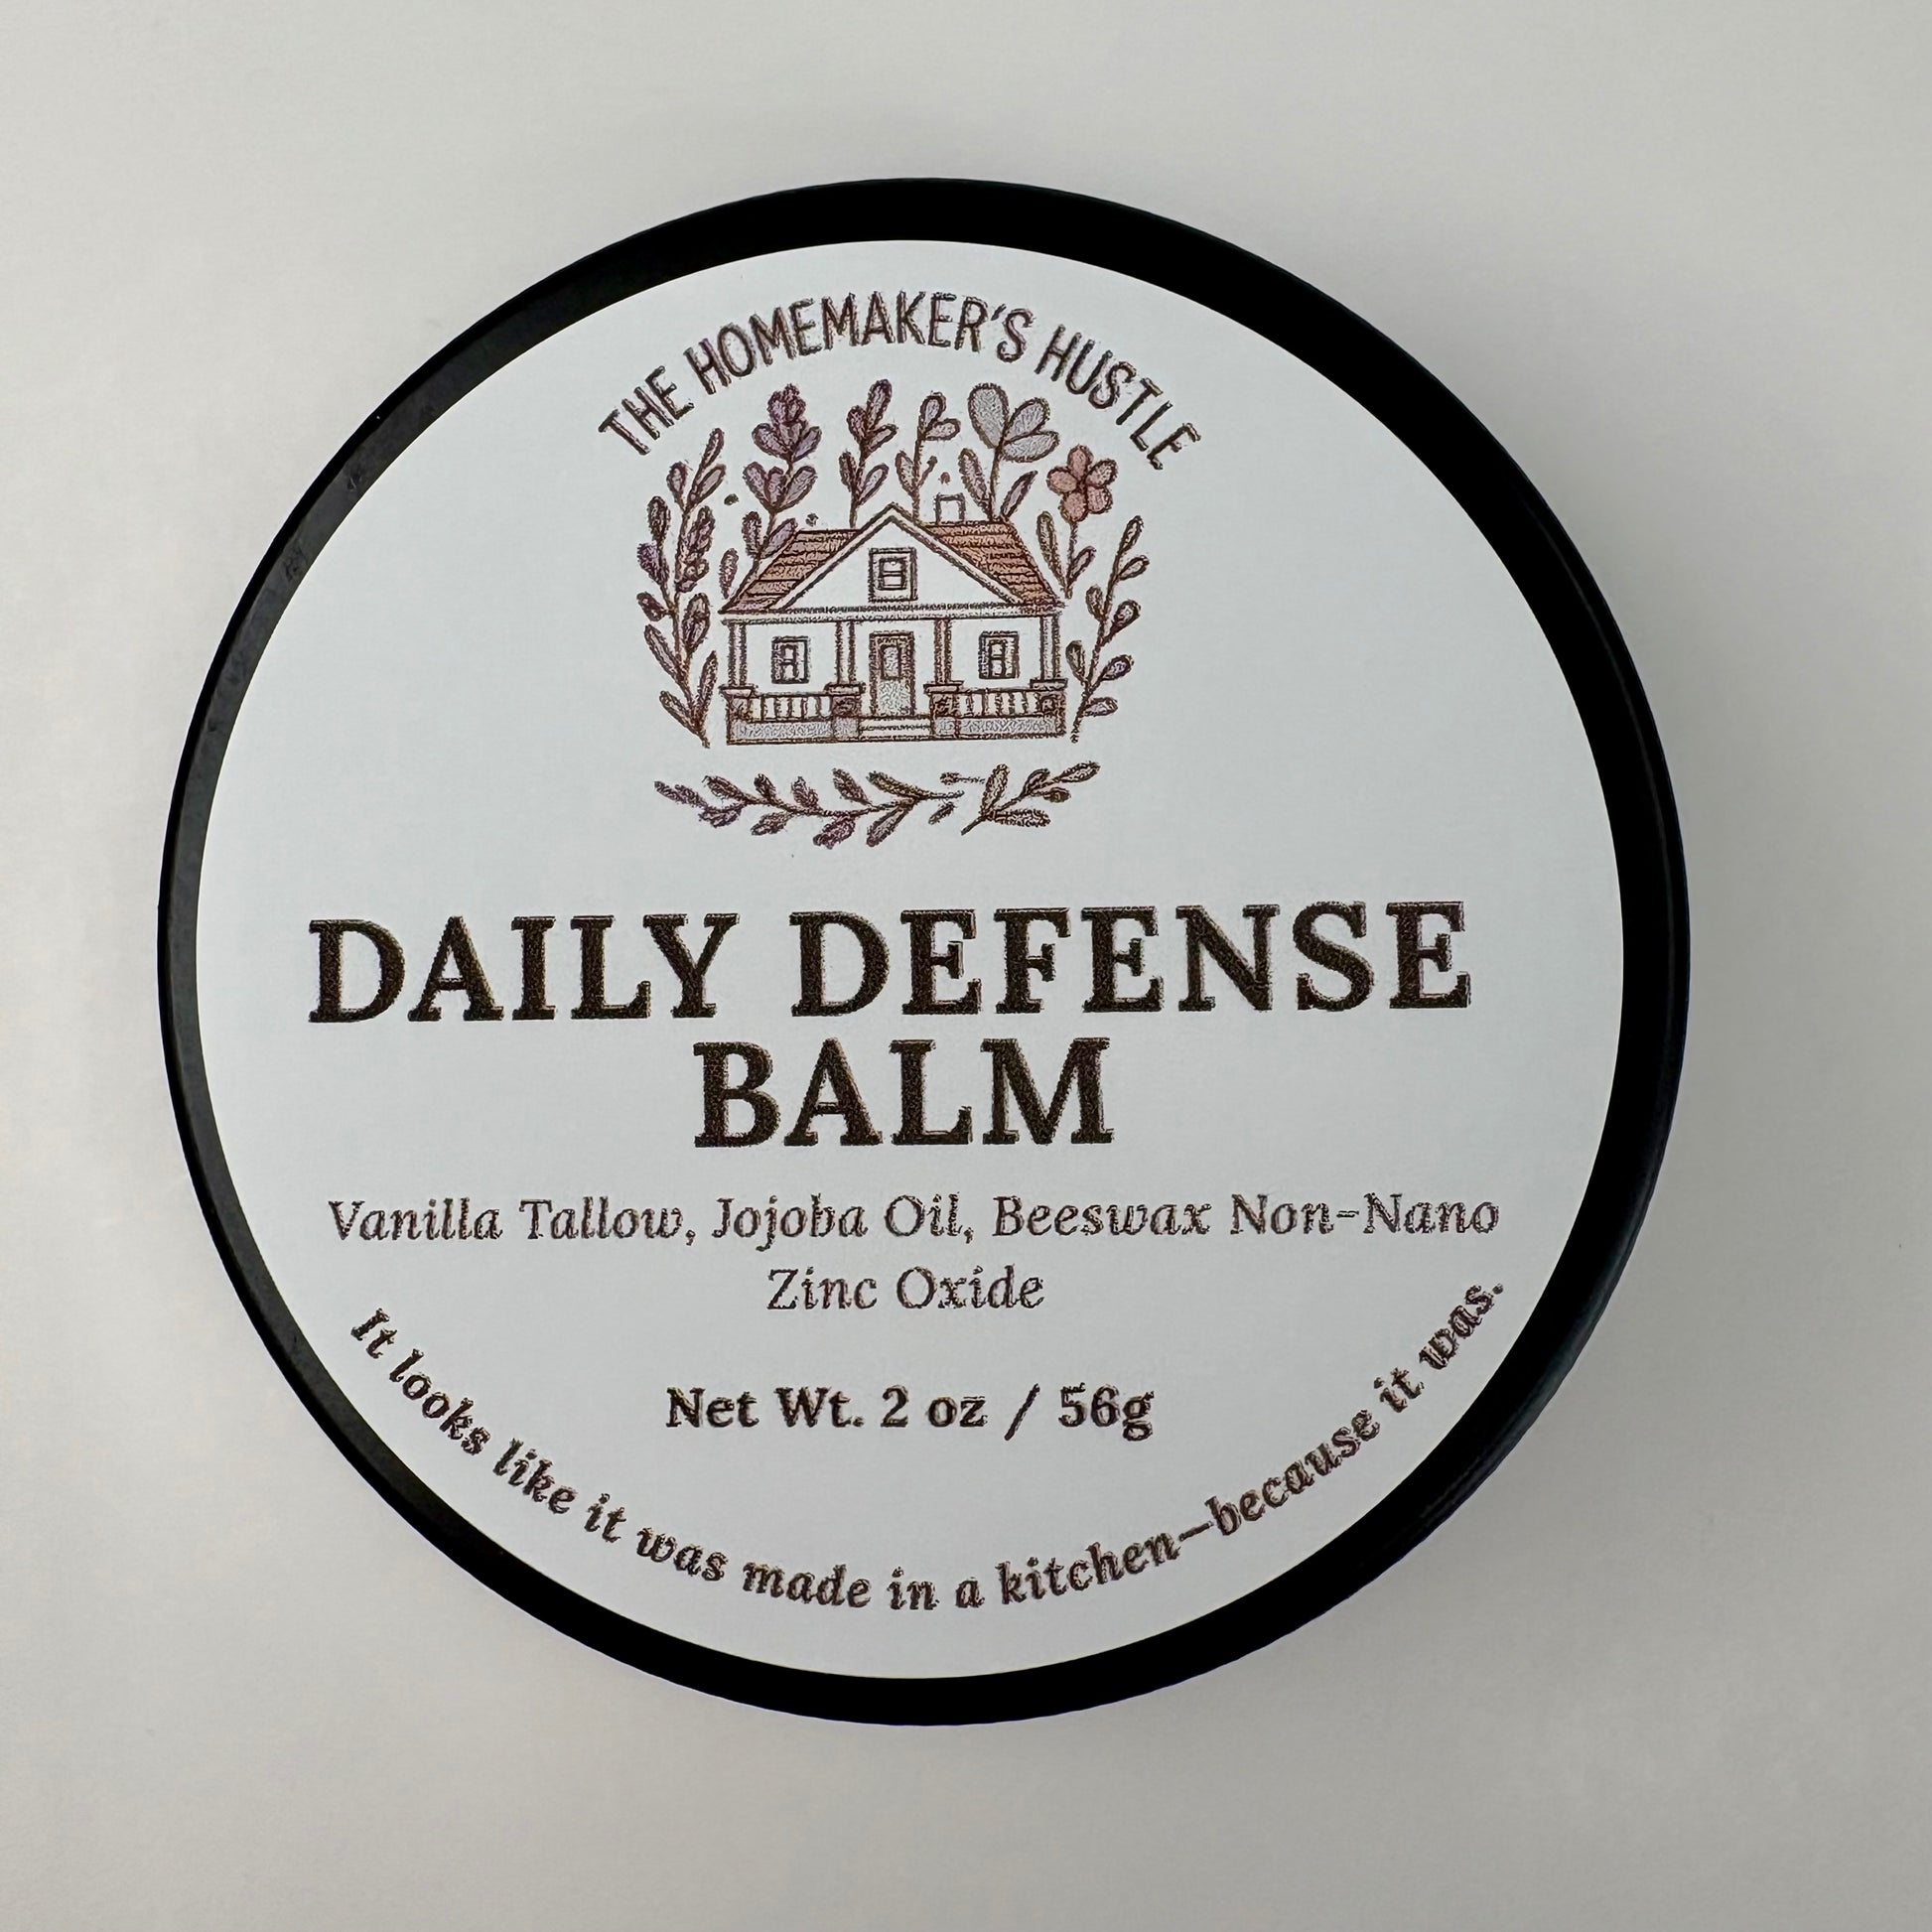 THE HOMEMAKER'S HUSTLE
DAILY DEFENSE
BALM
Vanilla Tallow, Jojoba Oil, Beeswax Non-Nano
Zinc Oxide
Net Wt. 2 oz / 56g
It looks like it was made in a kitchen—because it was.